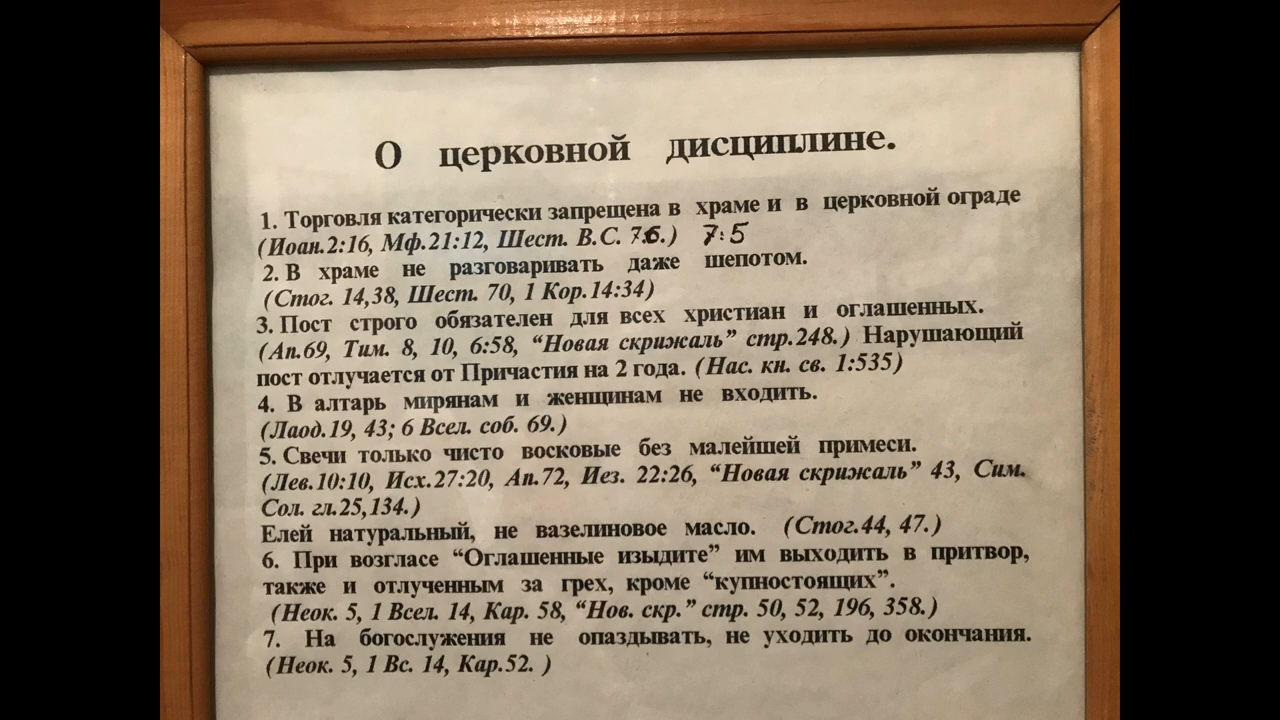 О церковной дисциплине.
1. Торговля категорически запрещена в храме и в церковной ограде
(Иоан.2:16, Мф.21:12, Шест. В.С. 76.) 7:5
2. В храме не разговаривать даже шепотом.
(Стог. 14,38, Шест. 70, 1 Кор.14:34)
3. Пост строго обязателен для всех христиан и оглашенных.
(Ап.69, Тим. 8, 10, 6:58, “Новая скрижаль” стр.248.) Нарушающий
пост отлучается от Причастия на 2 года. (Нас. кн. св. 1:535)
4. В алтарь мирянам и женщинам не входить.
(Лаод.19, 43; 6 Всел. соб. 69.)
5. Свечи только чисто восковые без малейшей примеси.
(Лев.10:10, Исх.27:20, Ап.72, Иез. 22:26, “Новая скрижаль” 43, Сим.
Сол. гл.25,134.)
Елей натуральный, не вазелиновое масло. (Стог.44, 47.)
6. При возгласе “Оглашенные изыдите” им выходить в притвор,
также и отлученным за грех, кроме “купностоящих”.
(Неок. 5, 1 Всел. 14, Кар. 58, “Нов. скр.” стр. 50, 52, 196, 358.)
7. На богослужения не опаздывать, не уходить до окончания.
(Неок. 5, 1 Вс. 14, Кар.52. )